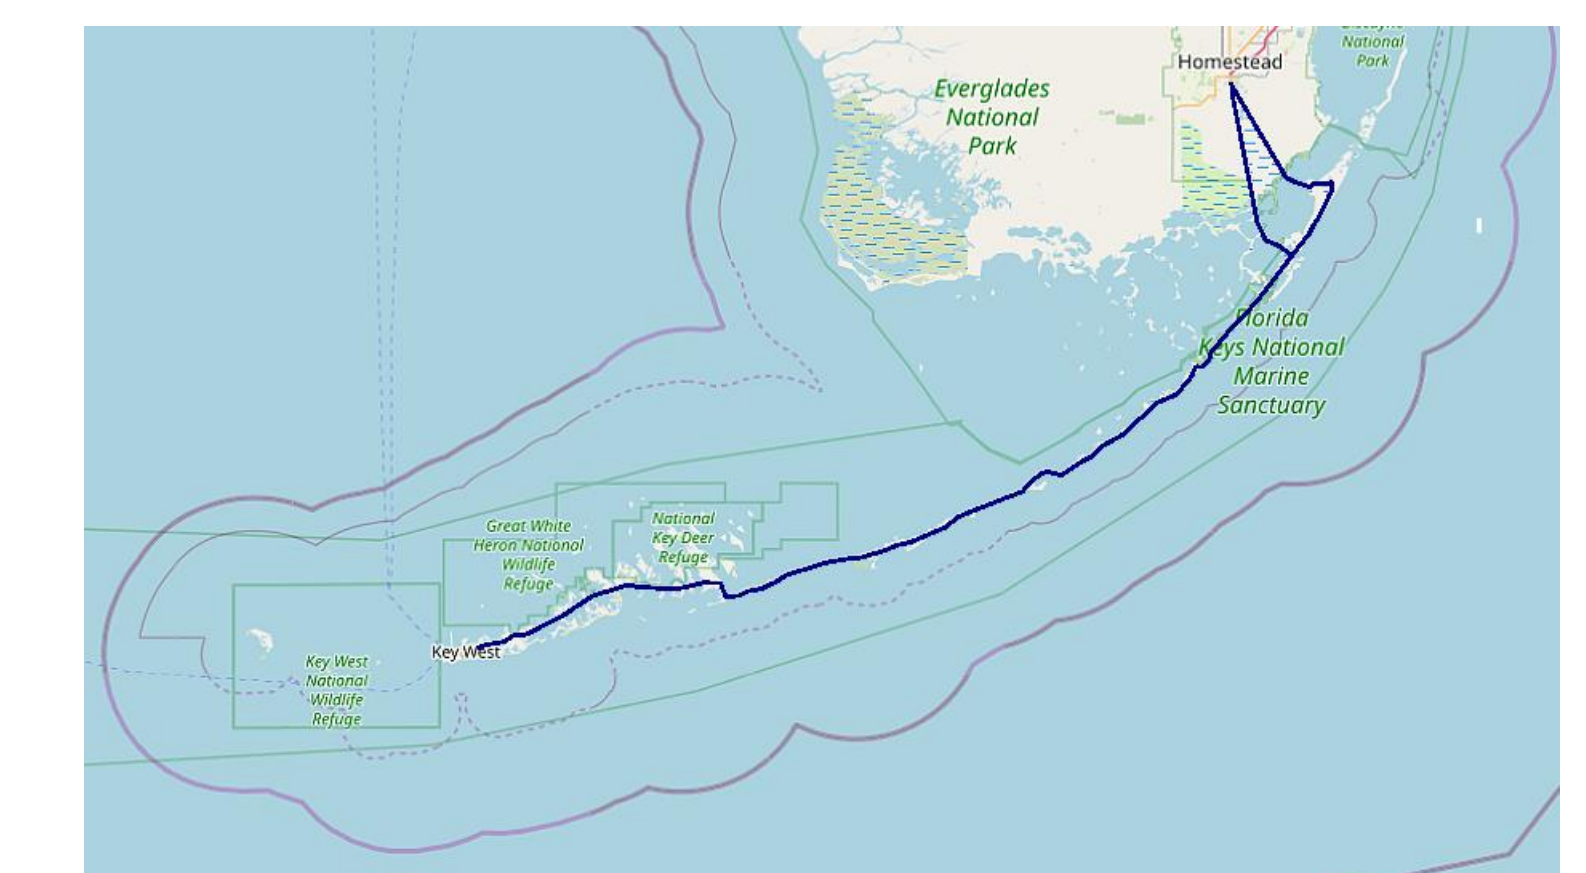 National
Park
Homestead
Everglades
National
Park
Florida
Keys National
Marine
Sanctuary
Great White
Heron National
Wildlife
Refuge
National
Key Deer
Refuge
Key West
Key West
National
Wildlife
Refuge